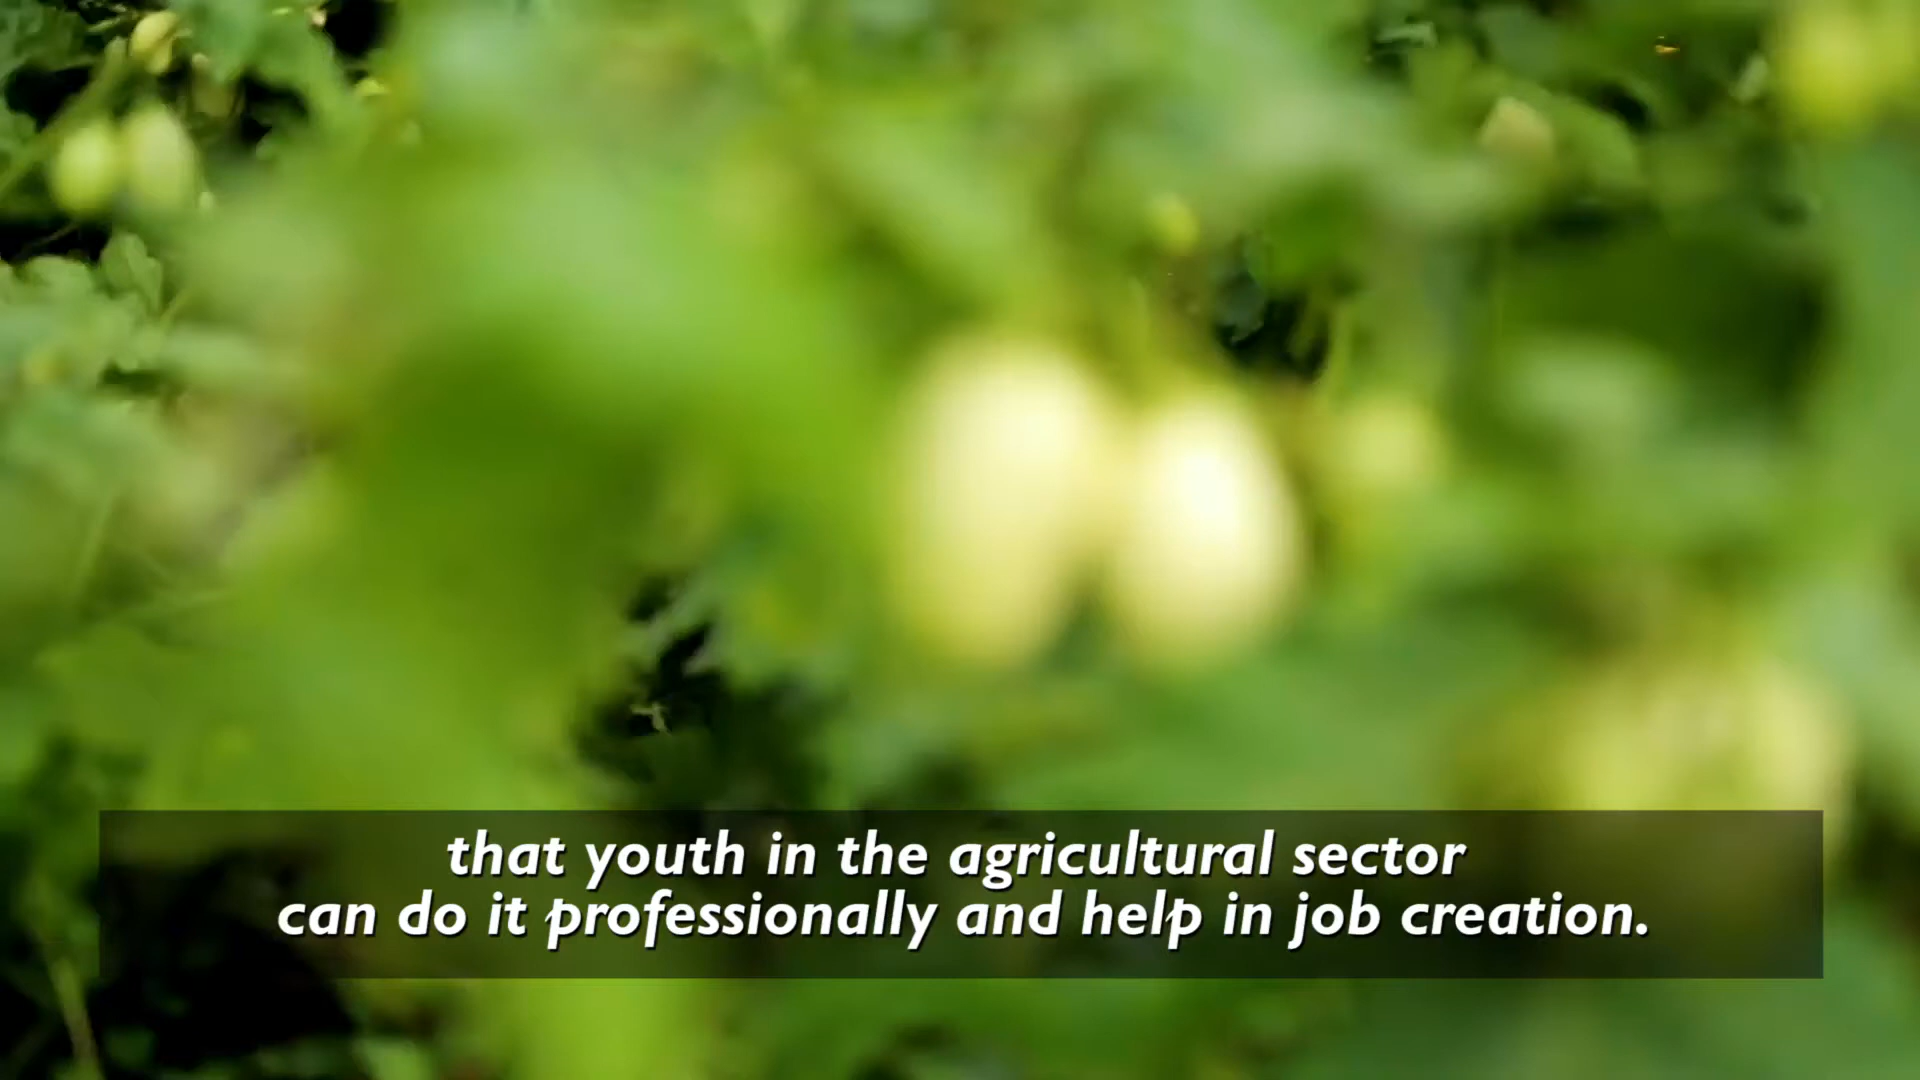 that youth in the agricultural sector
can do it professionally and help in job creation.